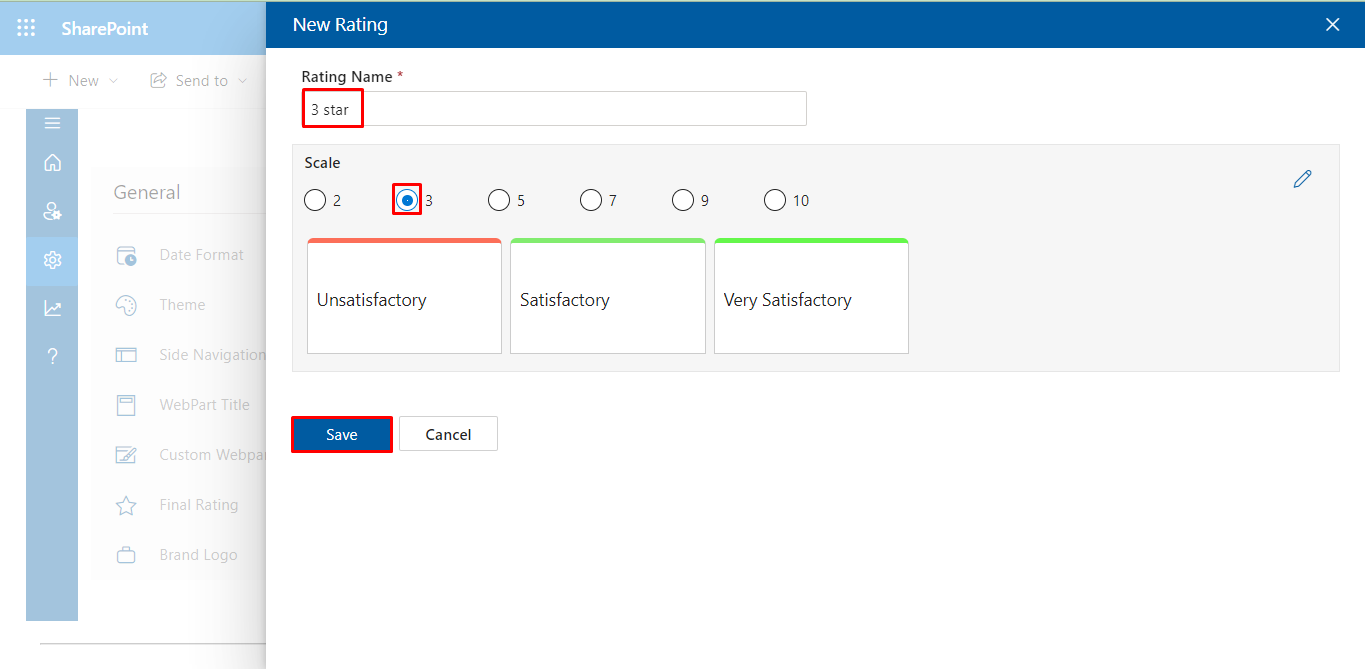 SharePoint
New
Send to
General
Date Format
Theme
Side Navigation
WebPart Title
Custom Webpa
Final Rating
Brand Logo
?
New Rating
Rating Name *
3 star
Scale
2 3 5 7 9 10
Unsatisfactory Satisfactory Very Satisfactory
Save Cancel